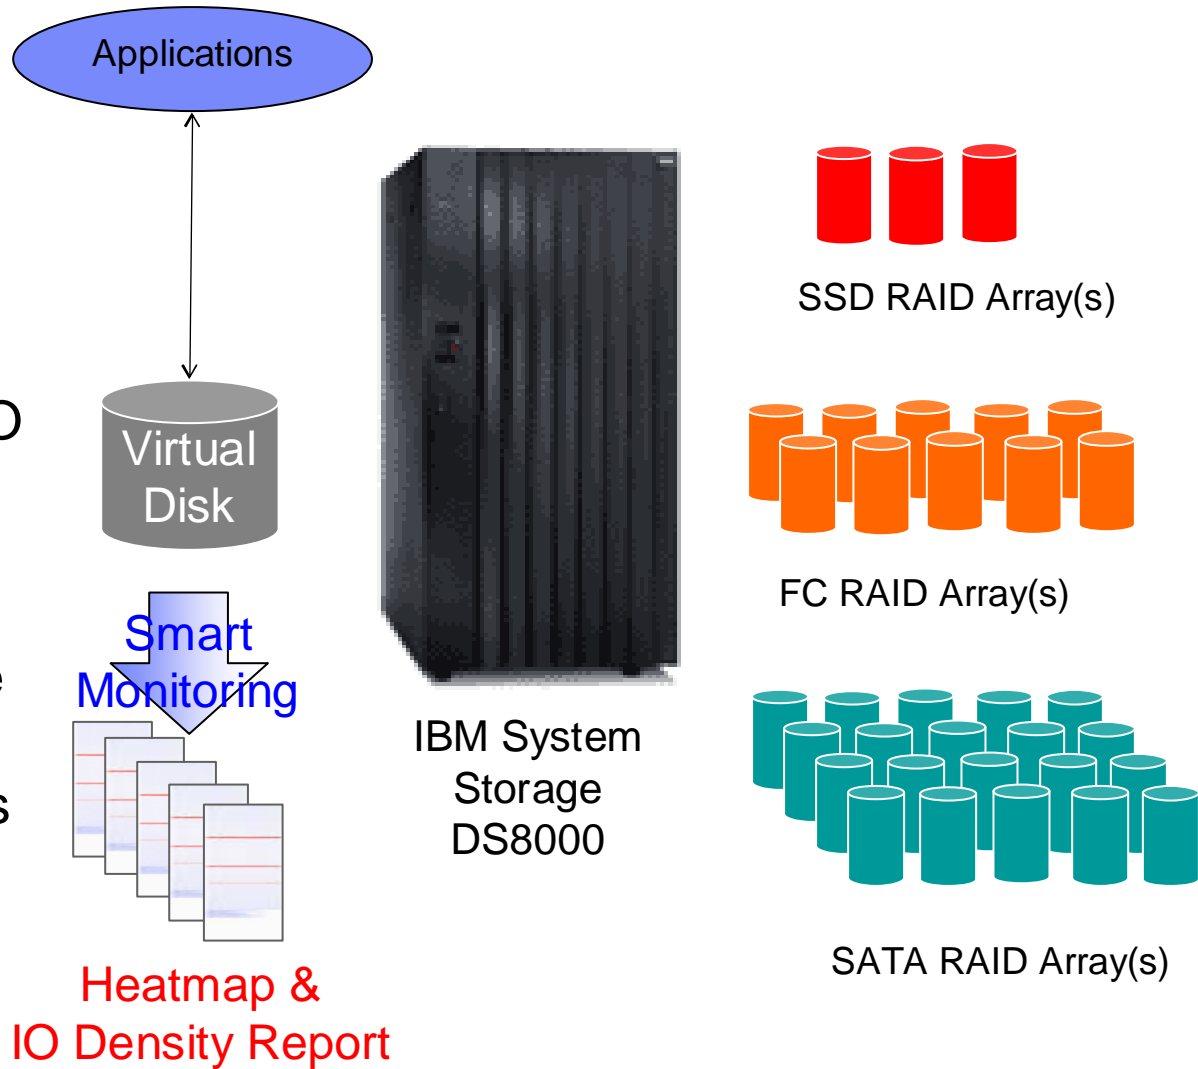 Applications
O
Virtual
Disk
Smart
Monitoring
e
s
Heatmap &
IO Density Report
IBM System
Storage
DS8000
SSD RAID Array(s)
FC RAID Array(s)
SATA RAID Array(s)